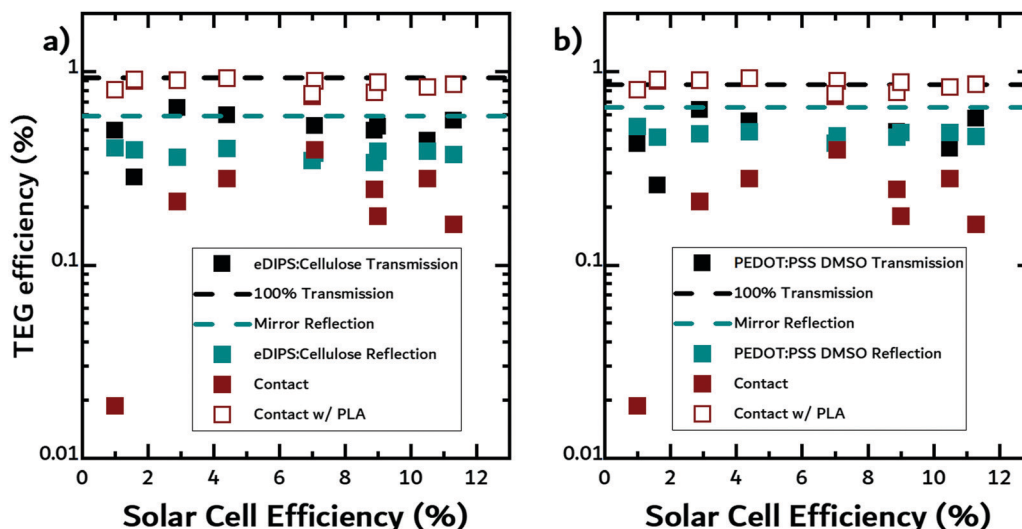 a)
TEG efficiency (%)
1
0.1
0.01
eDIPS:Cellulose Transmission
100% Transmission
Mirror Reflection
eDIPS:Cellulose Reflection
Contact
Contact w/ PLA
0 2 4 6 8 10 12
Solar Cell Efficiency (%)
b)
1
0.1
0.01
PEDOT:PSS DMSO Transmission
100% Transmission
Mirror Reflection
PEDOT:PSS DMSO Reflection
Contact
Contact w/ PLA
0 2 4 6 8 10 12
Solar Cell Efficiency (%)